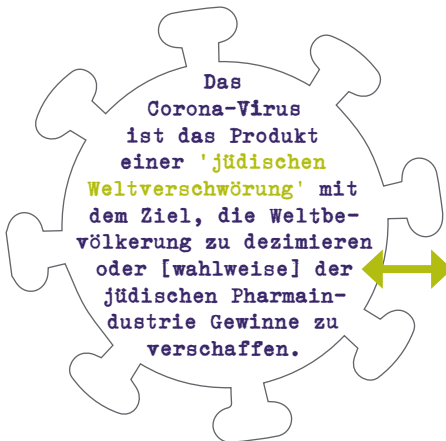 Das
Corona-Virus
ist das Produkt
einer 'jüdischen
Weltverschwörung' mit
dem Ziel, die Weltbe-
völkerung zu dezimieren
oder [wahlweise] der
jüdischen Pharmain-
dustrie Gewinne zu
verschaffen.